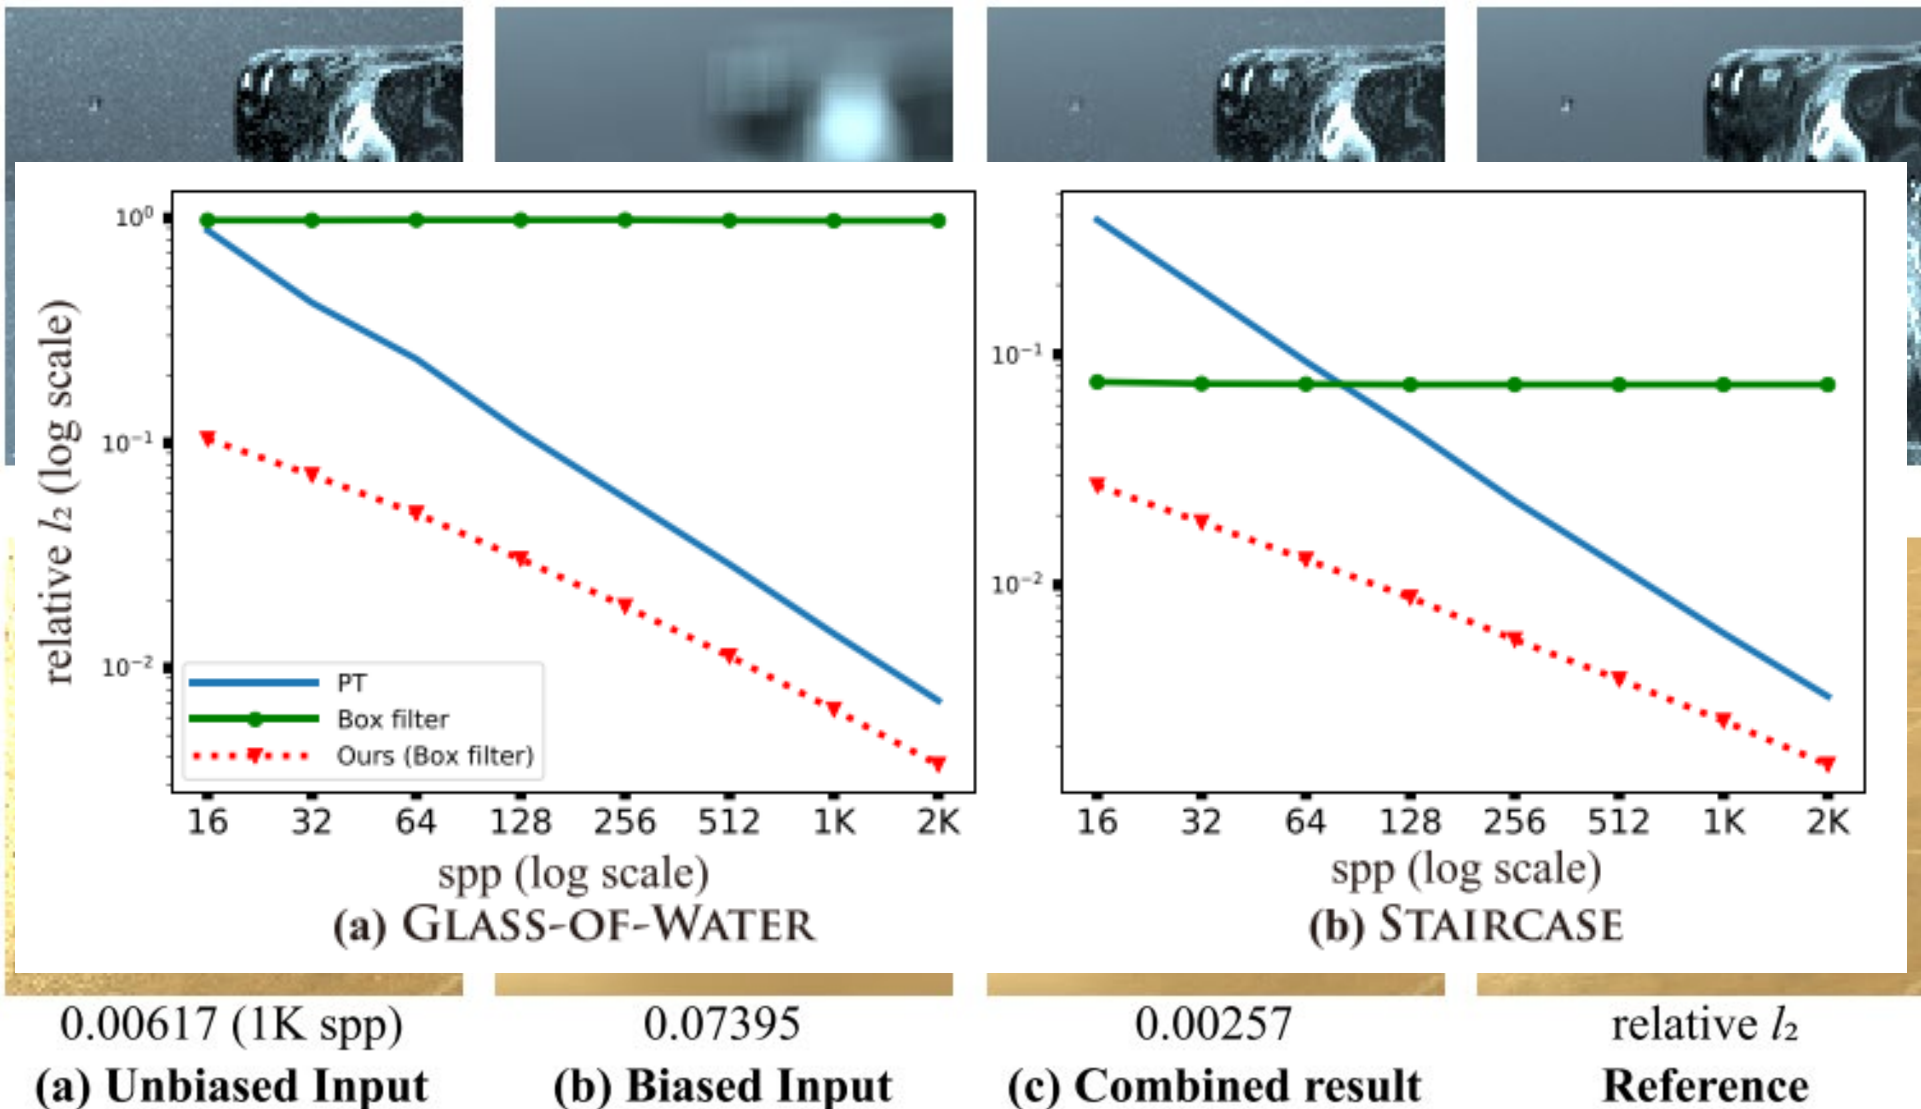 10⁰
10⁻¹
10⁻²
relative l₂ (log scale)
PT
Box filter
Ours (Box filter)
16 32 64 128 256 512 1K 2K
spp (log scale)
(a) GLASS-OF-WATER
10⁻¹
10⁻²
16 32 64 128 256 512 1K 2K
spp (log scale)
(b) STAIRCASE
0.00617 (1K spp) 0.07395 0.00257 relative l₂
(a) Unbiased Input (b) Biased Input (c) Combined result Reference